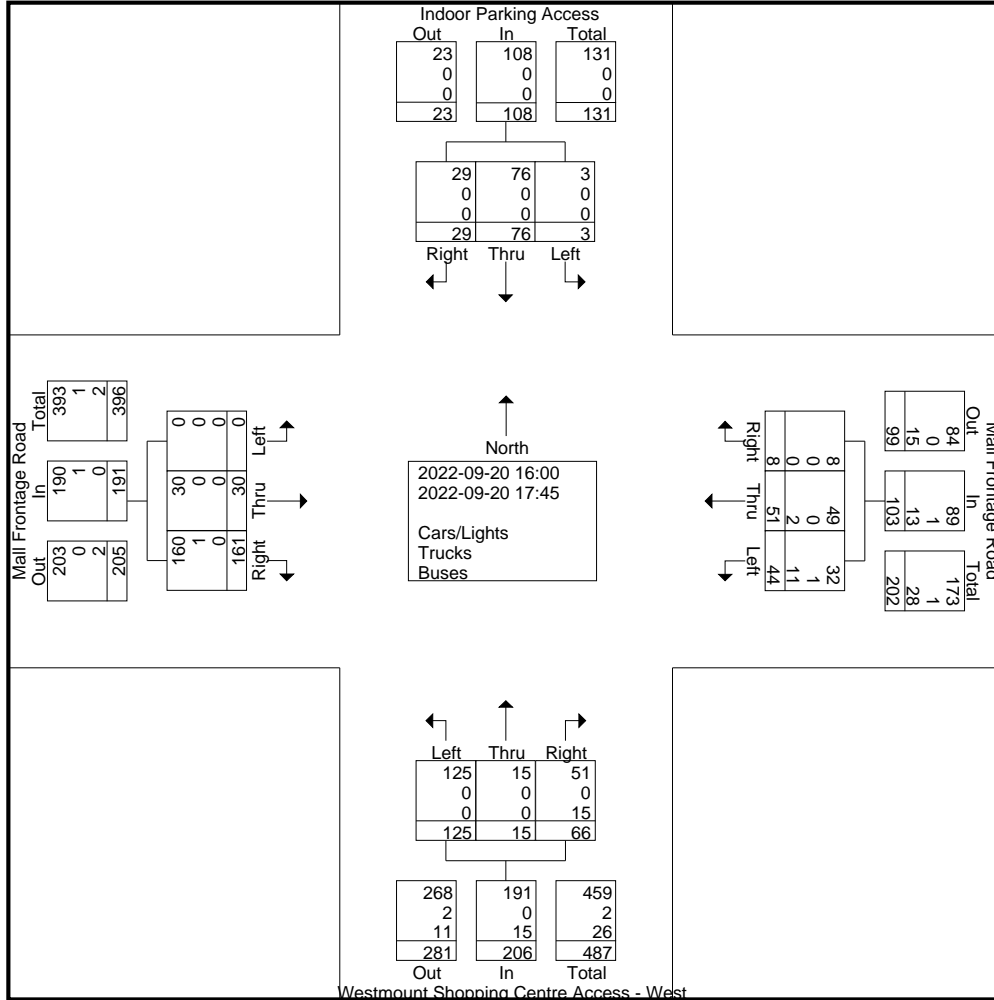 Indoor Parking Access
Out In Total
23 108 131
0 0 0
0 0 0
23 108 131
29 76 3
0 0 0
0 0 0
29 76 3
Right Thru Left
Mall Frontage Road
Total
393 1 2 396
In
190 1 0 191
Out
203 0 2 205
Left
0 0 0 0
Thru
30 0 0 30
Right
160 1 0 161
North
2022-09-20 16:00
2022-09-20 17:45
Cars/Lights
Trucks
Buses
Right
8 0 0 8
Thru
49 0 2 51
Left
32 1 11 44
Mall Frontage Road
Out
84 0 15 99
In
89 1 13 103
Total
173 1 28 202
Left Thru Right
125 15 51
0 0 0
0 0 15
125 15 66
268 191 459
2 0 2
11 15 26
281 206 487
Out In Total
Westmount Shopping Centre Access - West